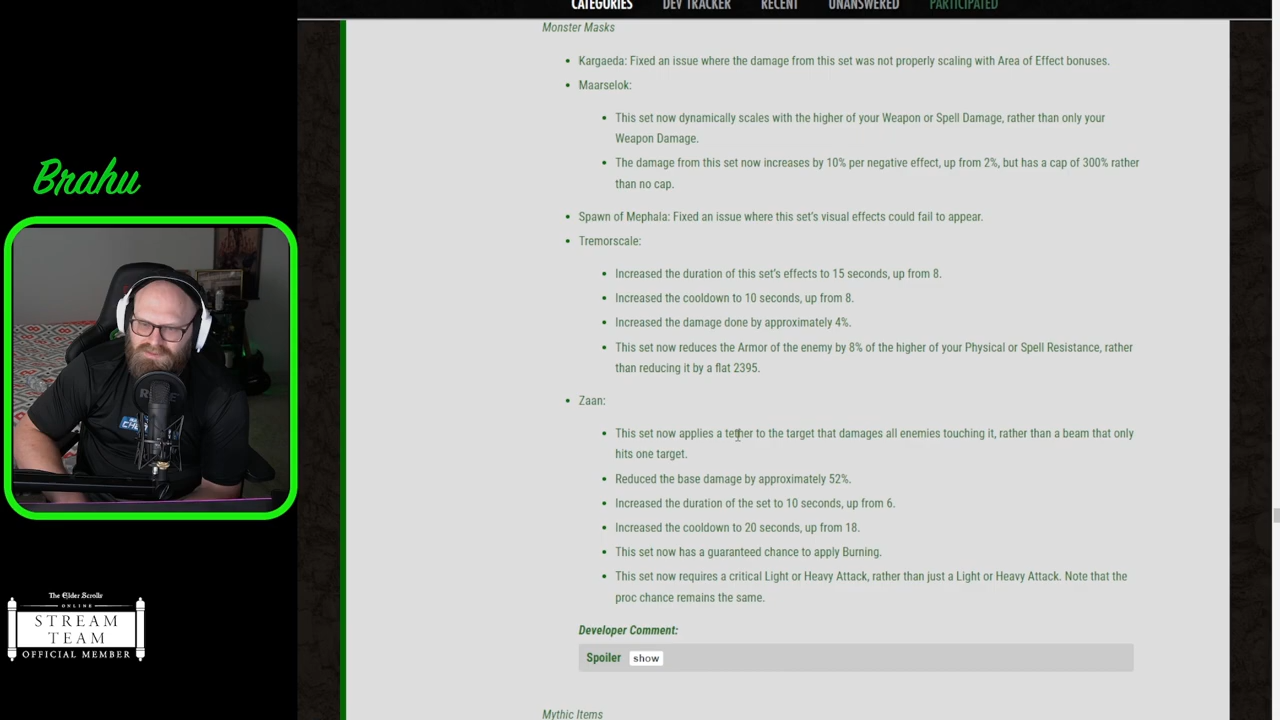 CATEGORIES DEV TRACKER RECENT UNANSWERED PARTICIPATED
Monster Masks
Kargaeda: Fixed an issue where the damage from this set was not properly scaling with Area of Effect bonuses.
Maarselok:
This set now dynamically scales with the higher of your Weapon or Spell Damage, rather than only your
Weapon Damage.
The damage from this set now increases by 10% per negative effect, up from 2%, but has a cap of 300% rather
than no cap.
Spawn of Mephala: Fixed an issue where this set's visual effects could fail to appear.
Tremorscale:
Increased the duration of this set's effects to 15 seconds, up from 8.
Increased the cooldown to 10 seconds, up from 8.
Increased the damage done by approximately 4%.
This set now reduces the Armor of the enemy by 8% of the higher of your Physical or Spell Resistance, rather
than reducing it by a flat 2395.
Zaan:
This set now applies a tether to the target that damages all enemies touching it, rather than a beam that only
hits one target.
Reduced the base damage by approximately 52%.
Increased the duration of the set to 10 seconds, up from 6.
Increased the cooldown to 20 seconds, up from 18.
This set now has a guaranteed chance to apply Burning.
This set now requires a critical Light or Heavy Attack, rather than just a Light or Heavy Attack. Note that the
proc chance remains the same.
Developer Comment:
Spoiler show
Mythic Items
Brahu
The Elder Scrolls
ONLINE
STREAM
TEAM
OFFICIAL MEMBER